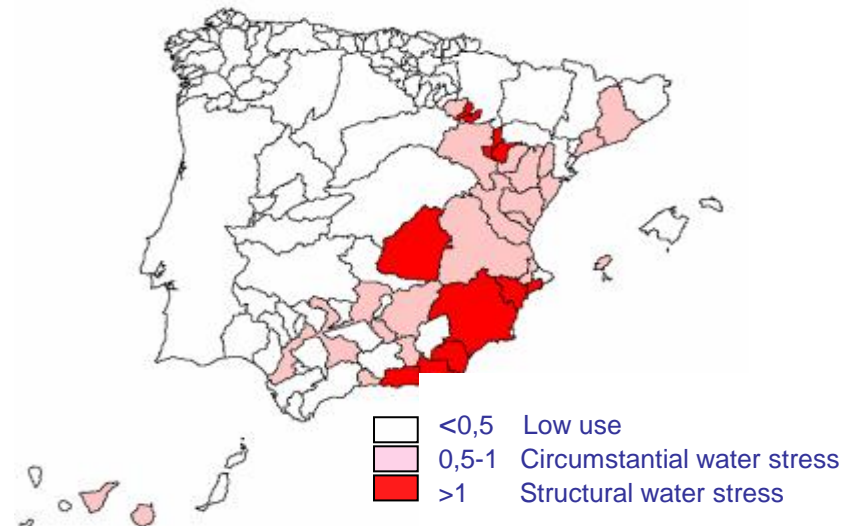 <0,5 Low use
0,5-1 Circumstantial water stress
>1 Structural water stress